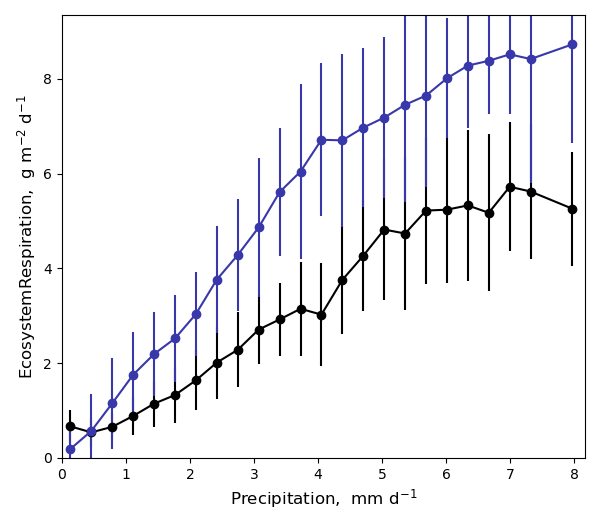 EcosystemRespiration, g m⁻² d⁻¹
8
6
4
2
0
0 1 2 3 4 5 6 7 8
Precipitation, mm d⁻¹